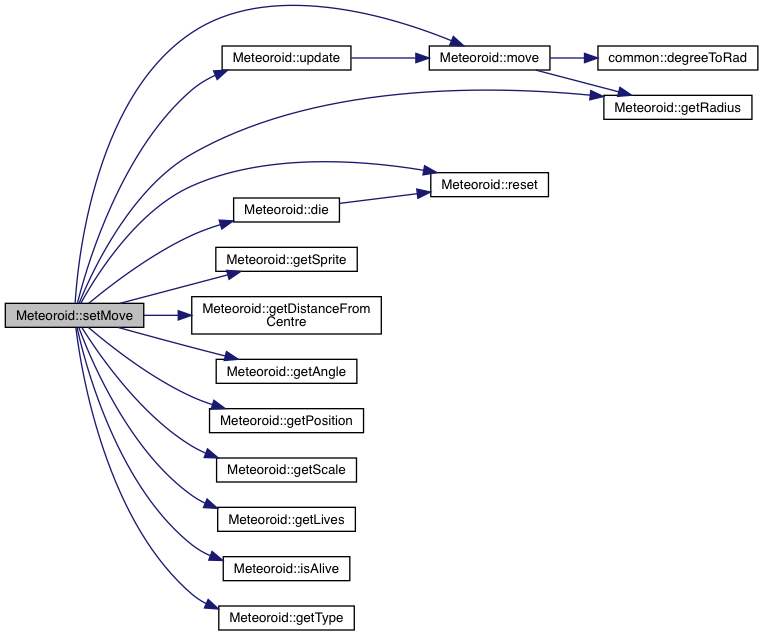 Meteoroid::update
Meteoroid::move
common::degreeToRad
Meteoroid::getRadius
Meteoroid::reset
Meteoroid::die
Meteoroid::getSprite
Meteoroid::setMove
Meteoroid::getDistanceFrom
Centre
Meteoroid::getAngle
Meteoroid::getPosition
Meteoroid::getScale
Meteoroid::getLives
Meteoroid::isAlive
Meteoroid::getType